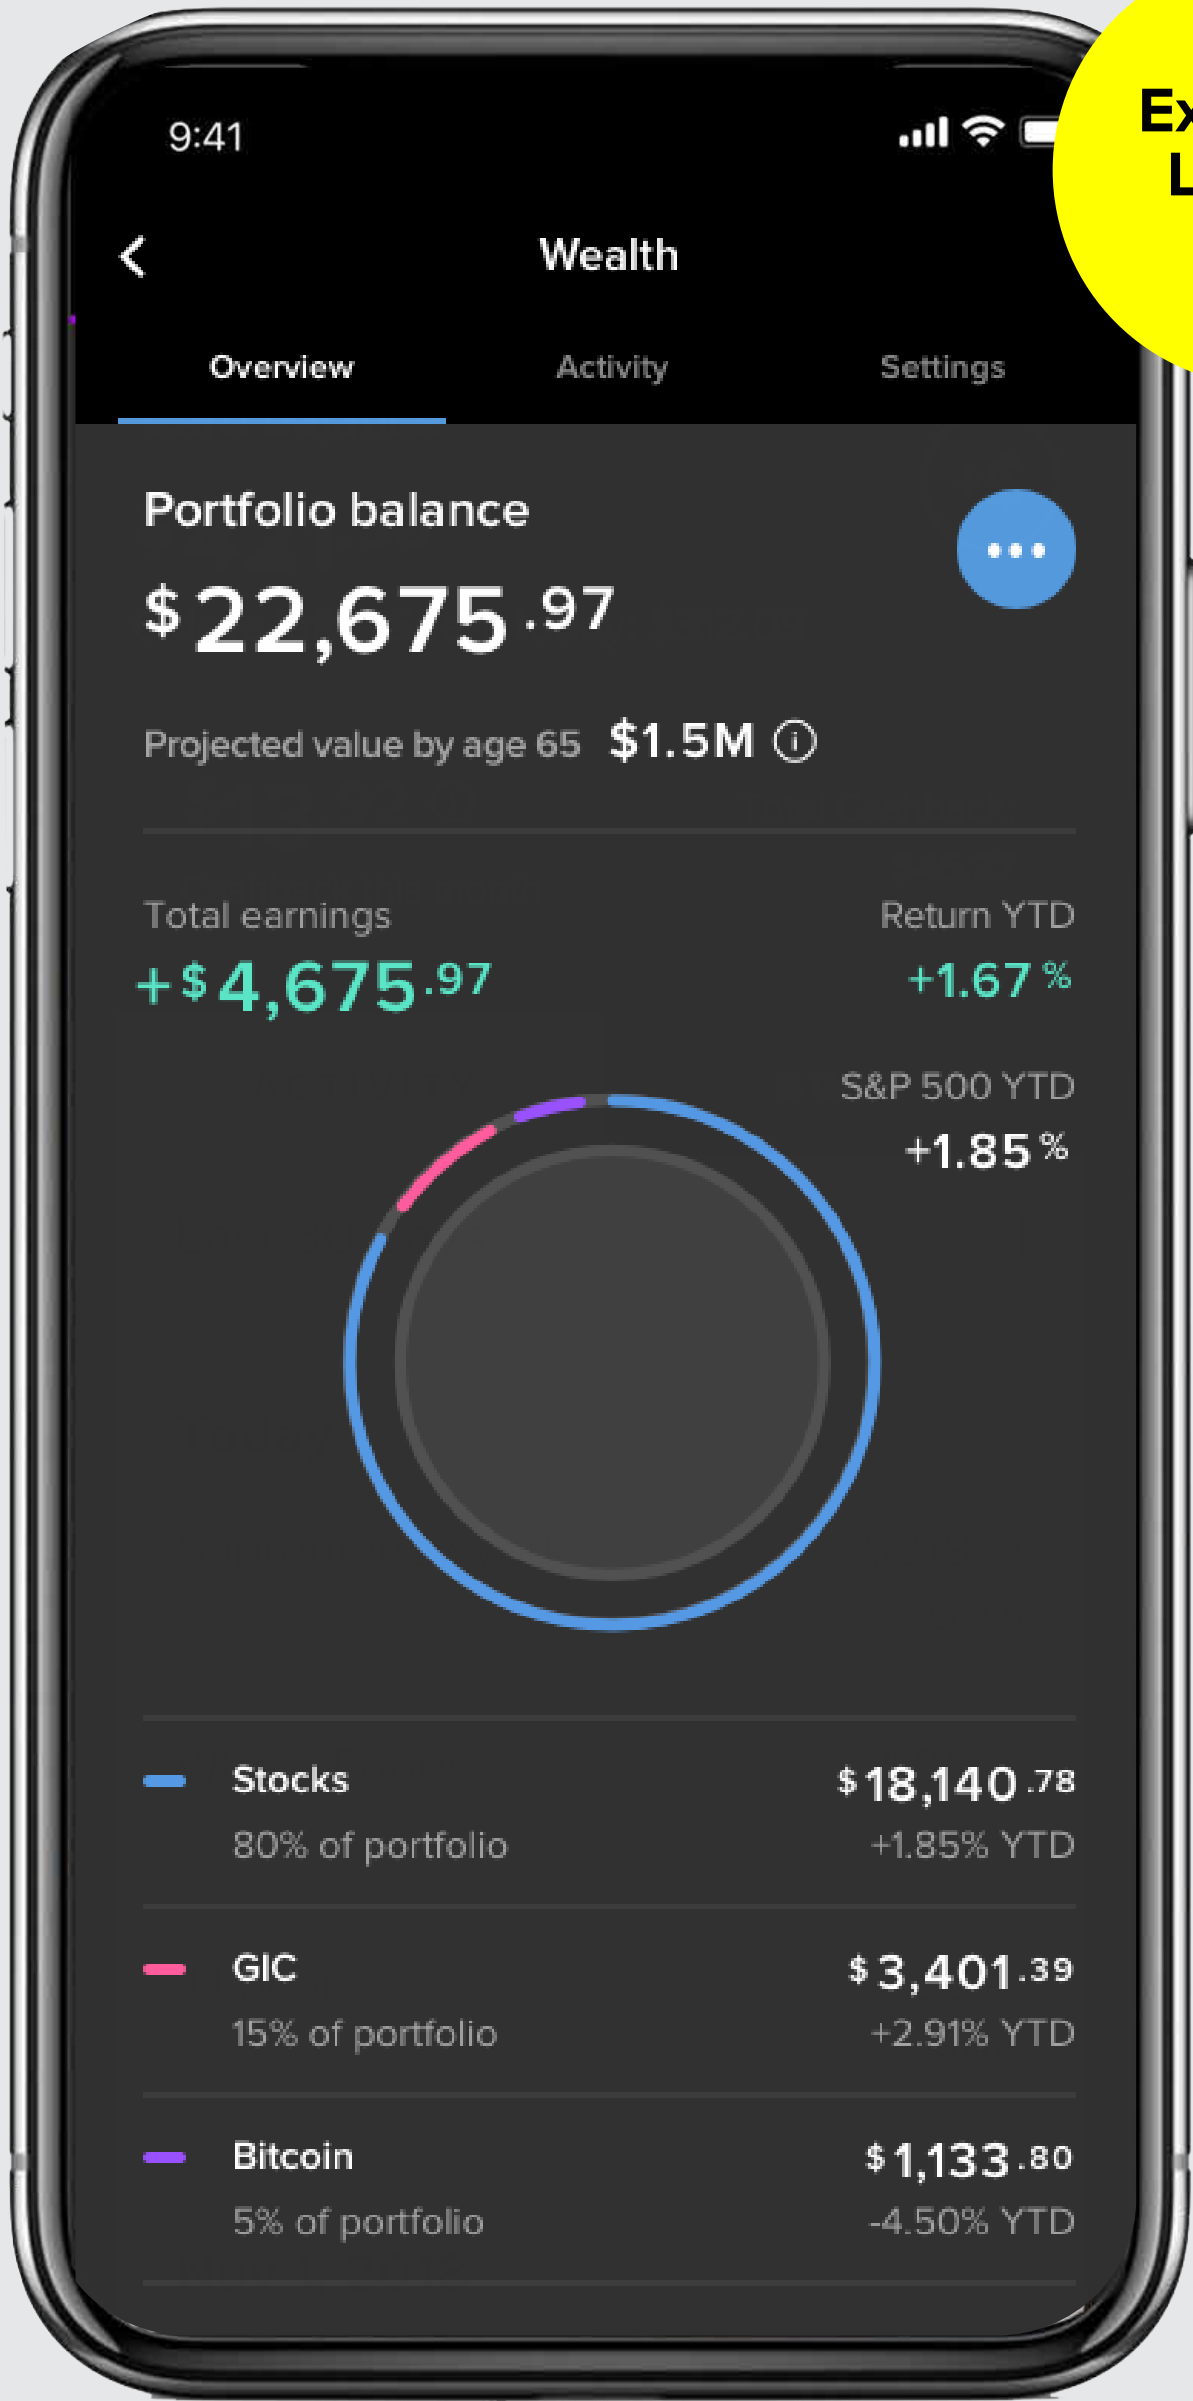 9:41
Wealth
Overview Activity Settings
Portfolio balance
$22,675.97
Projected value by age 65 $1.5M
Total earnings Return YTD
+$4,675.97 +1.67%
S&P 500 YTD
+1.85%
Stocks $18,140.78
80% of portfolio +1.85% YTD
GIC $3,401.39
15% of portfolio +2.91% YTD
Bitcoin $1,133.80
5% of portfolio -4.50% YTD